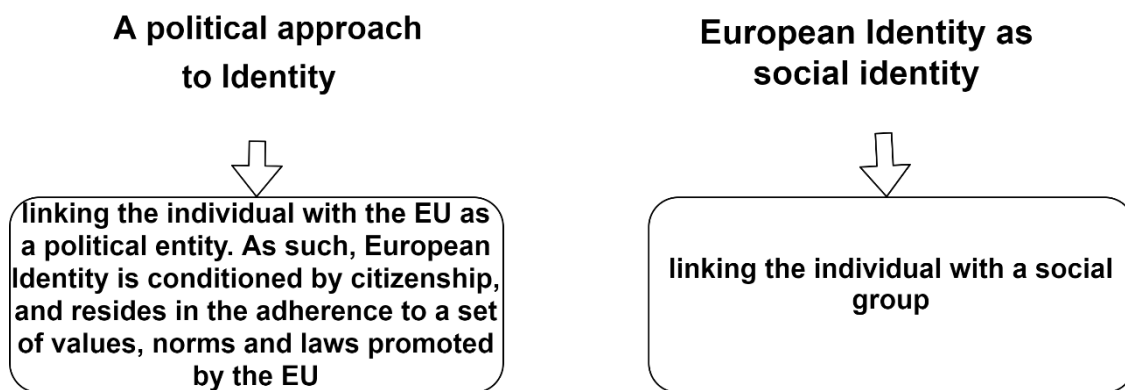 A political approach
to Identity
linking the individual with the EU as
a political entity. As such, European
Identity is conditioned by citizenship,
and resides in the adherence to a set
of values, norms and laws promoted
by the EU
European Identity as
social identity
linking the individual with a social
group